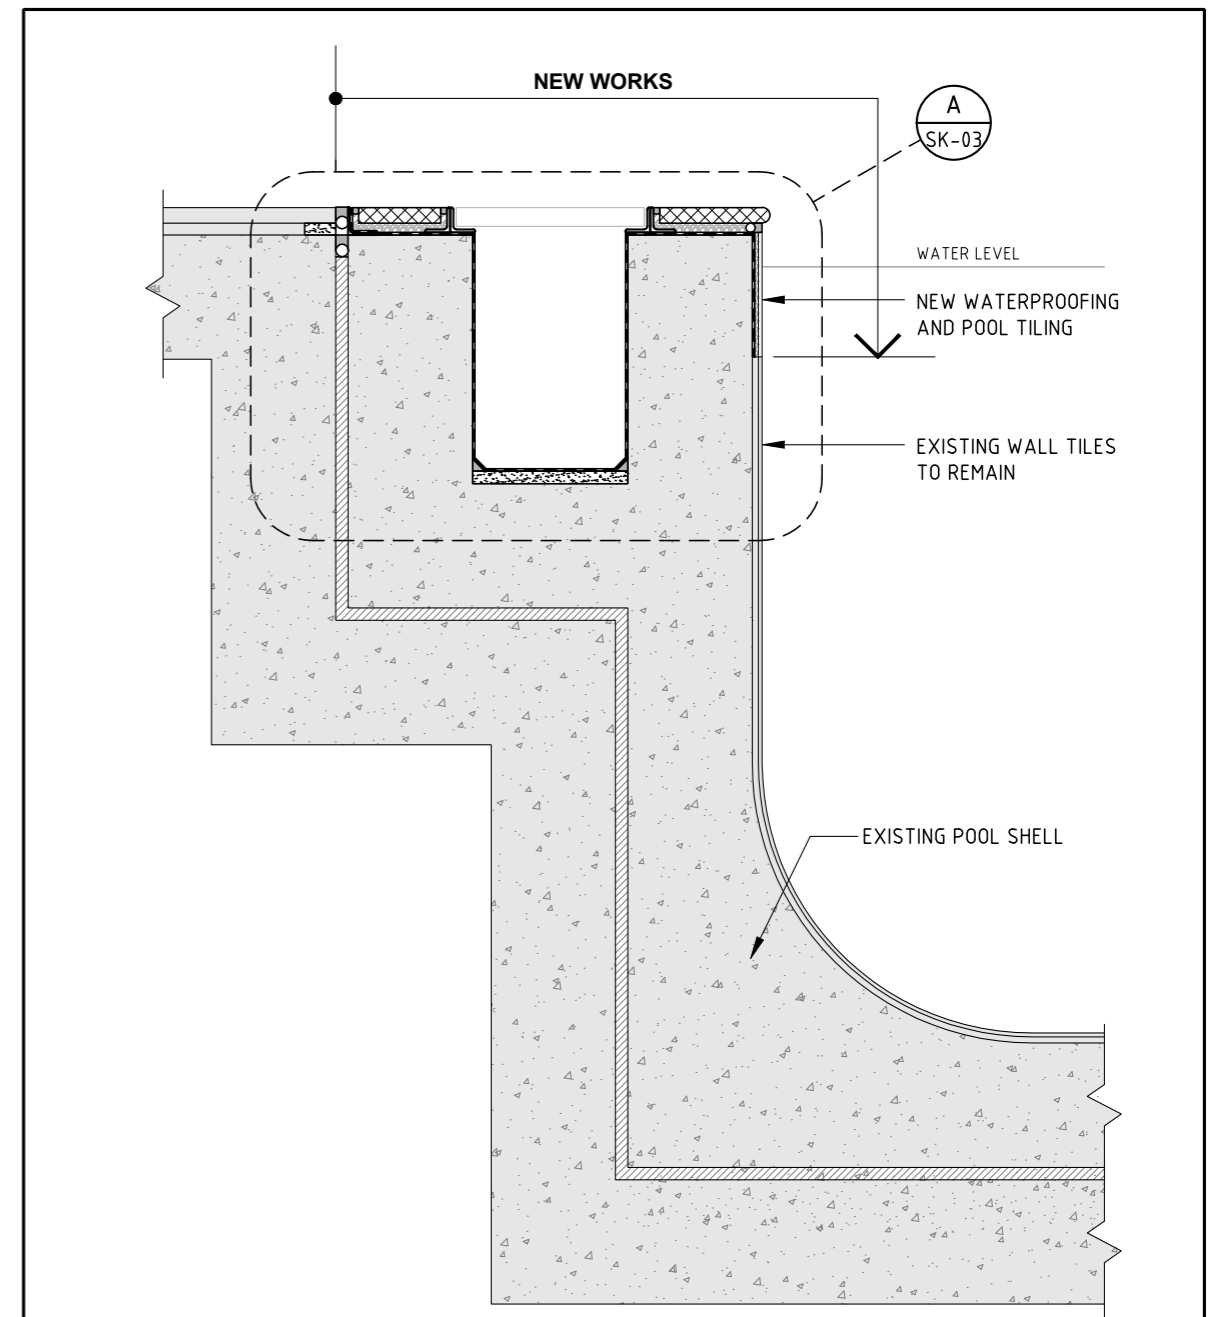 NEW WORKS
A
SK-03
WATER LEVEL
NEW WATERPROOFING
AND POOL TILING
EXISTING WALL TILES
TO REMAIN
EXISTING POOL SHELL